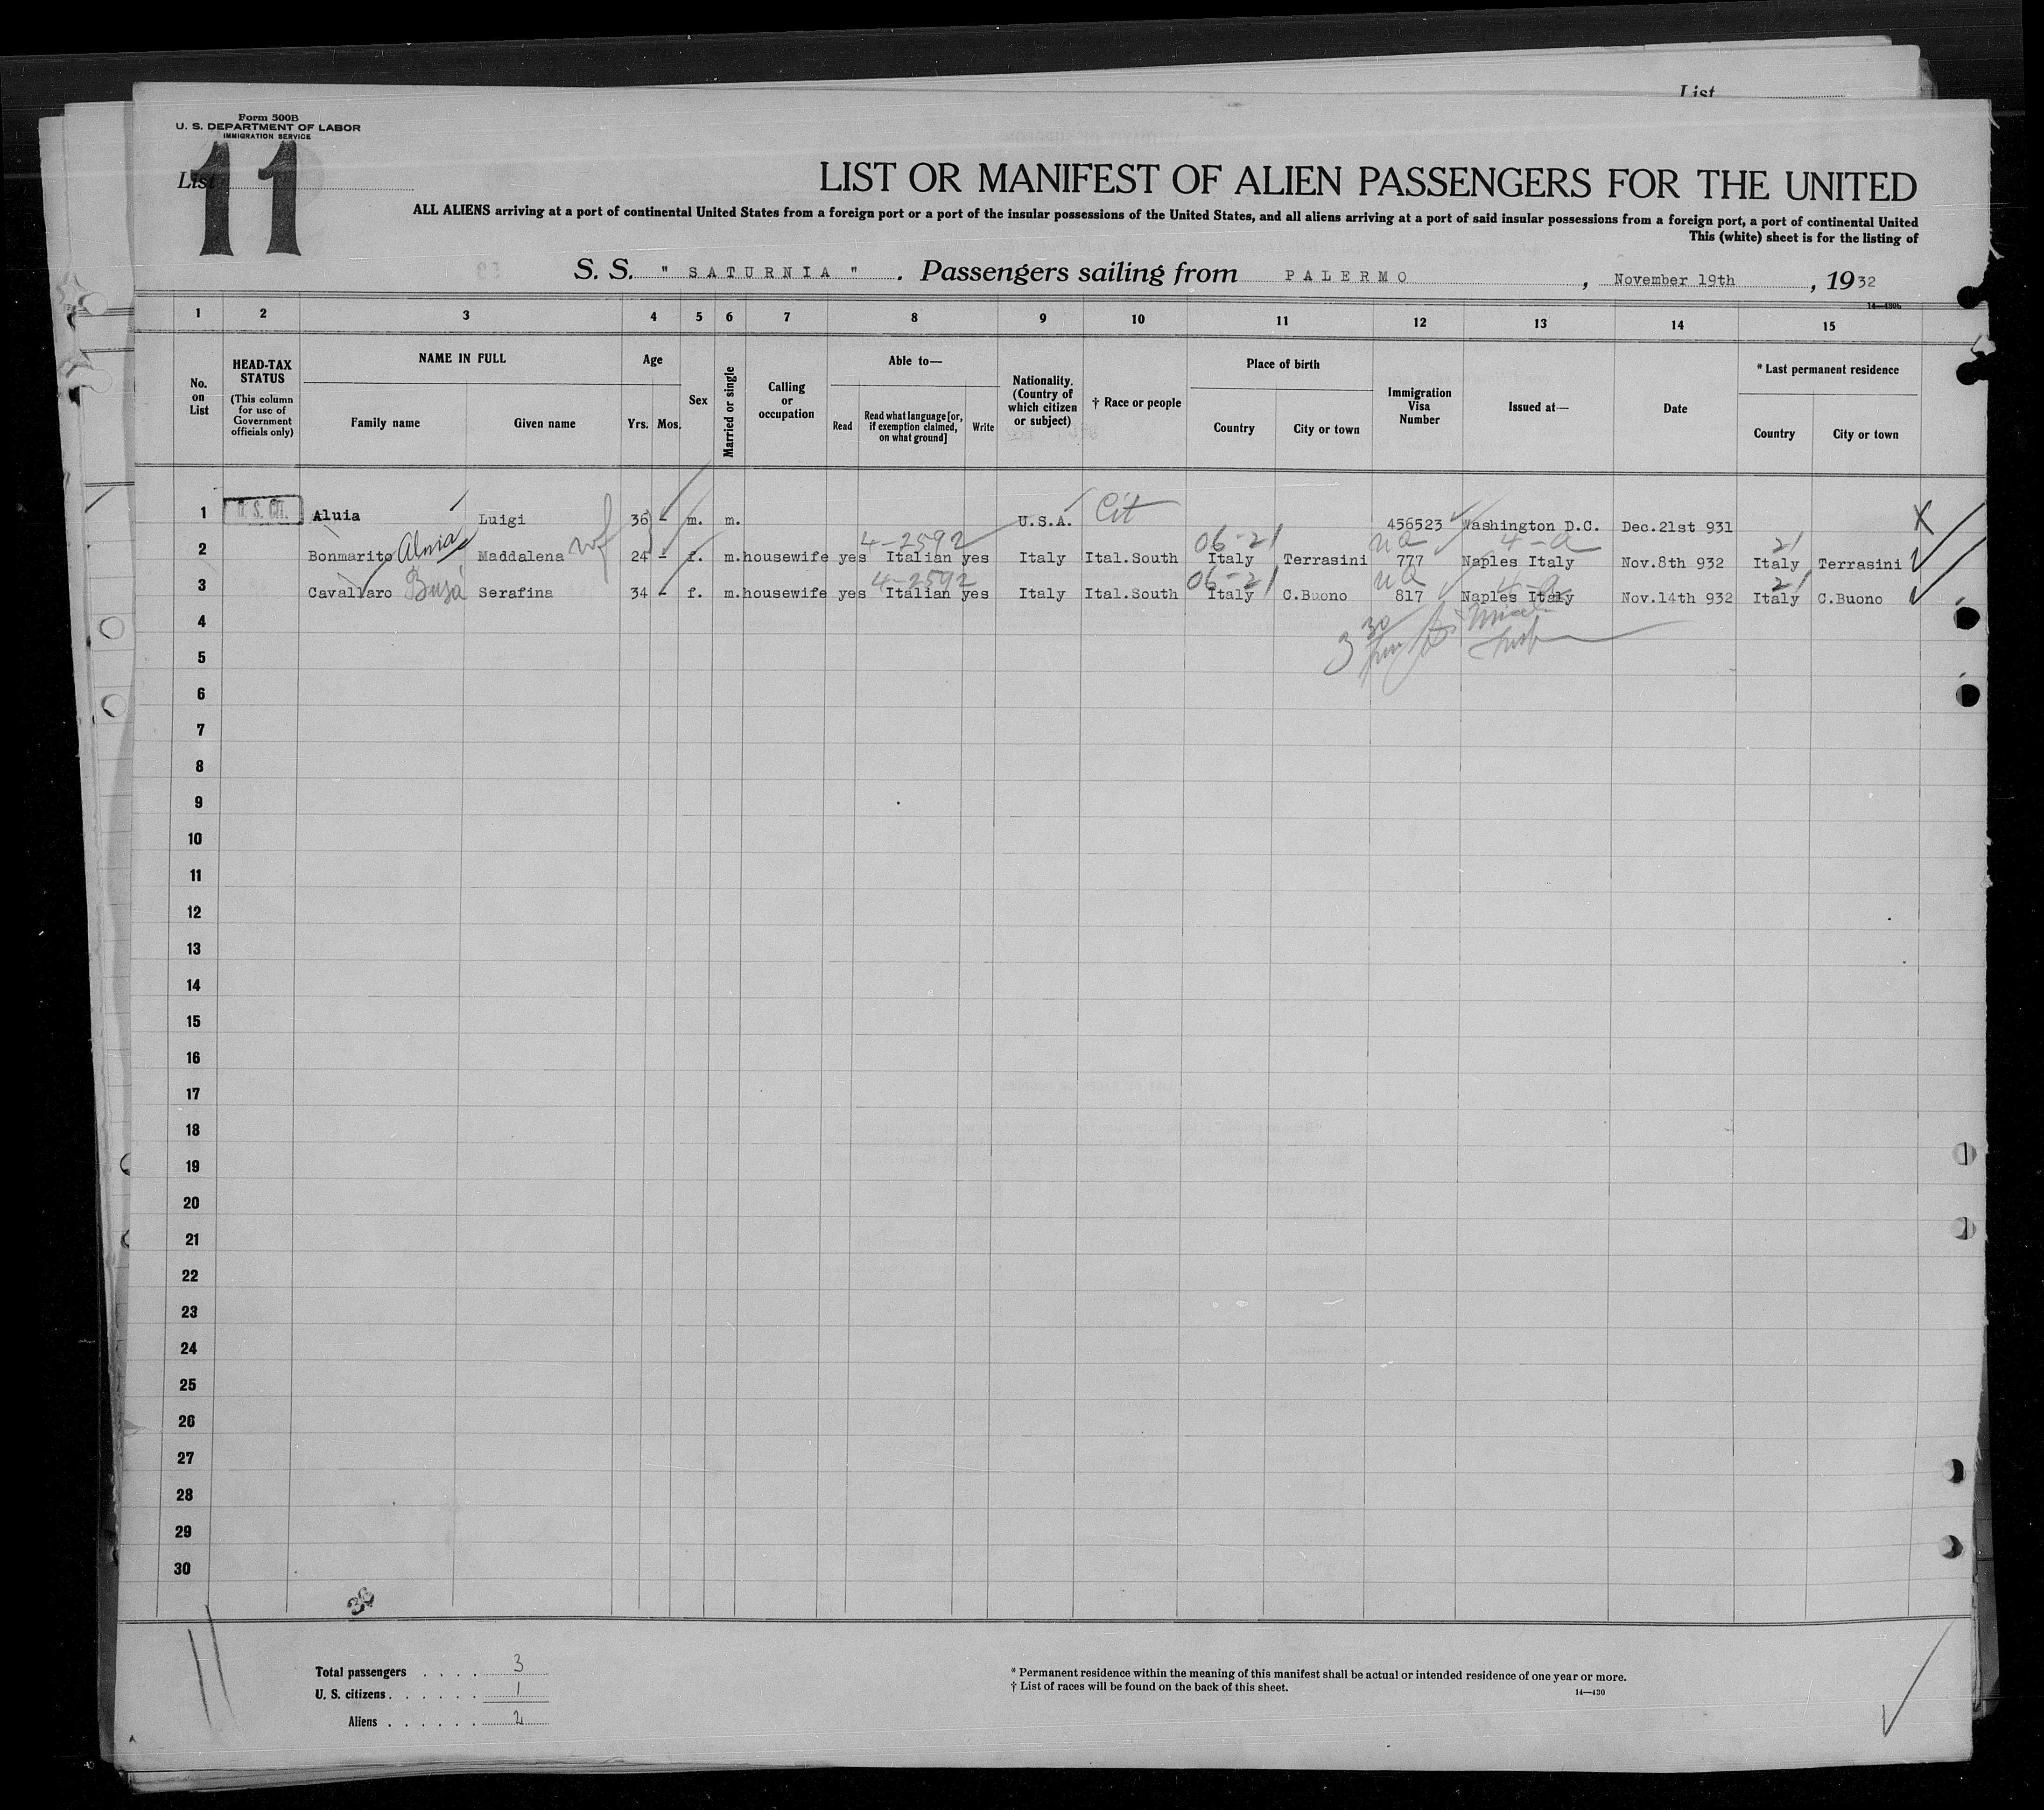 List
Form 500B
U. S. DEPARTMENT OF LABOR
IMMIGRATION SERVICE
List 11
LIST OR MANIFEST OF ALIEN PASSENGERS FOR THE UNITED
ALL ALIENS arriving at a port of continental United States from a foreign port or a port of the insular possessions of the United States, and all aliens arriving at a port of said insular possessions from a foreign port, a port of continental United
This (white) sheet is for the listing of
S. S. " SATURNIA ". Passengers sailing from PALERMO, November 19th, 1932
14—430b
1 2 3 4 5 6 7 8 9 10 11 12 13 14 15
No. on List
HEAD-TAX STATUS
(This column for use of Government officials only)
NAME IN FULL
Family name Given name
Age
Yrs. Mos.
Sex
Married or single
Calling or occupation
Able to—
Read Read what language [or, if exemption claimed, on what ground] Write
Nationality. (Country of which citizen or subject)
† Race or people
Place of birth
Country City or town
Immigration Visa Number
Issued at—
Date
* Last permanent residence
Country City or town
1 U. S. Cit. Aluia Luigi 36 - m. m. U.S.A. Cit 456523 Washington D.C. Dec.21st 931 X
4-2592 06-21 4-a 21
2 Bonmarito Aluia Maddalena wf 24 - f. m. housewife yes Italian yes Italy Ital.South Italy Terrasini 777 Naples Italy Nov.8th 932 Italy Terrasini
4-2592 06-21 4-a 21
3 Cavallaro Serafina 34 - f. m. housewife yes Italian yes Italy Ital.South Italy C.Buono 817 Naples Italy Nov.14th 932 Italy C.Buono
4
5
6
7
8
9
10
11
12
13
14
15
16
17
18
19
20
21
22
23
24
25
26
27
28
29
30
11
Total passengers . . . . 3
U. S. citizens . . . . . . 1
Aliens . . . . . . 2
* Permanent residence within the meaning of this manifest shall be actual or intended residence of one year or more.
† List of races will be found on the back of this sheet.
14—430